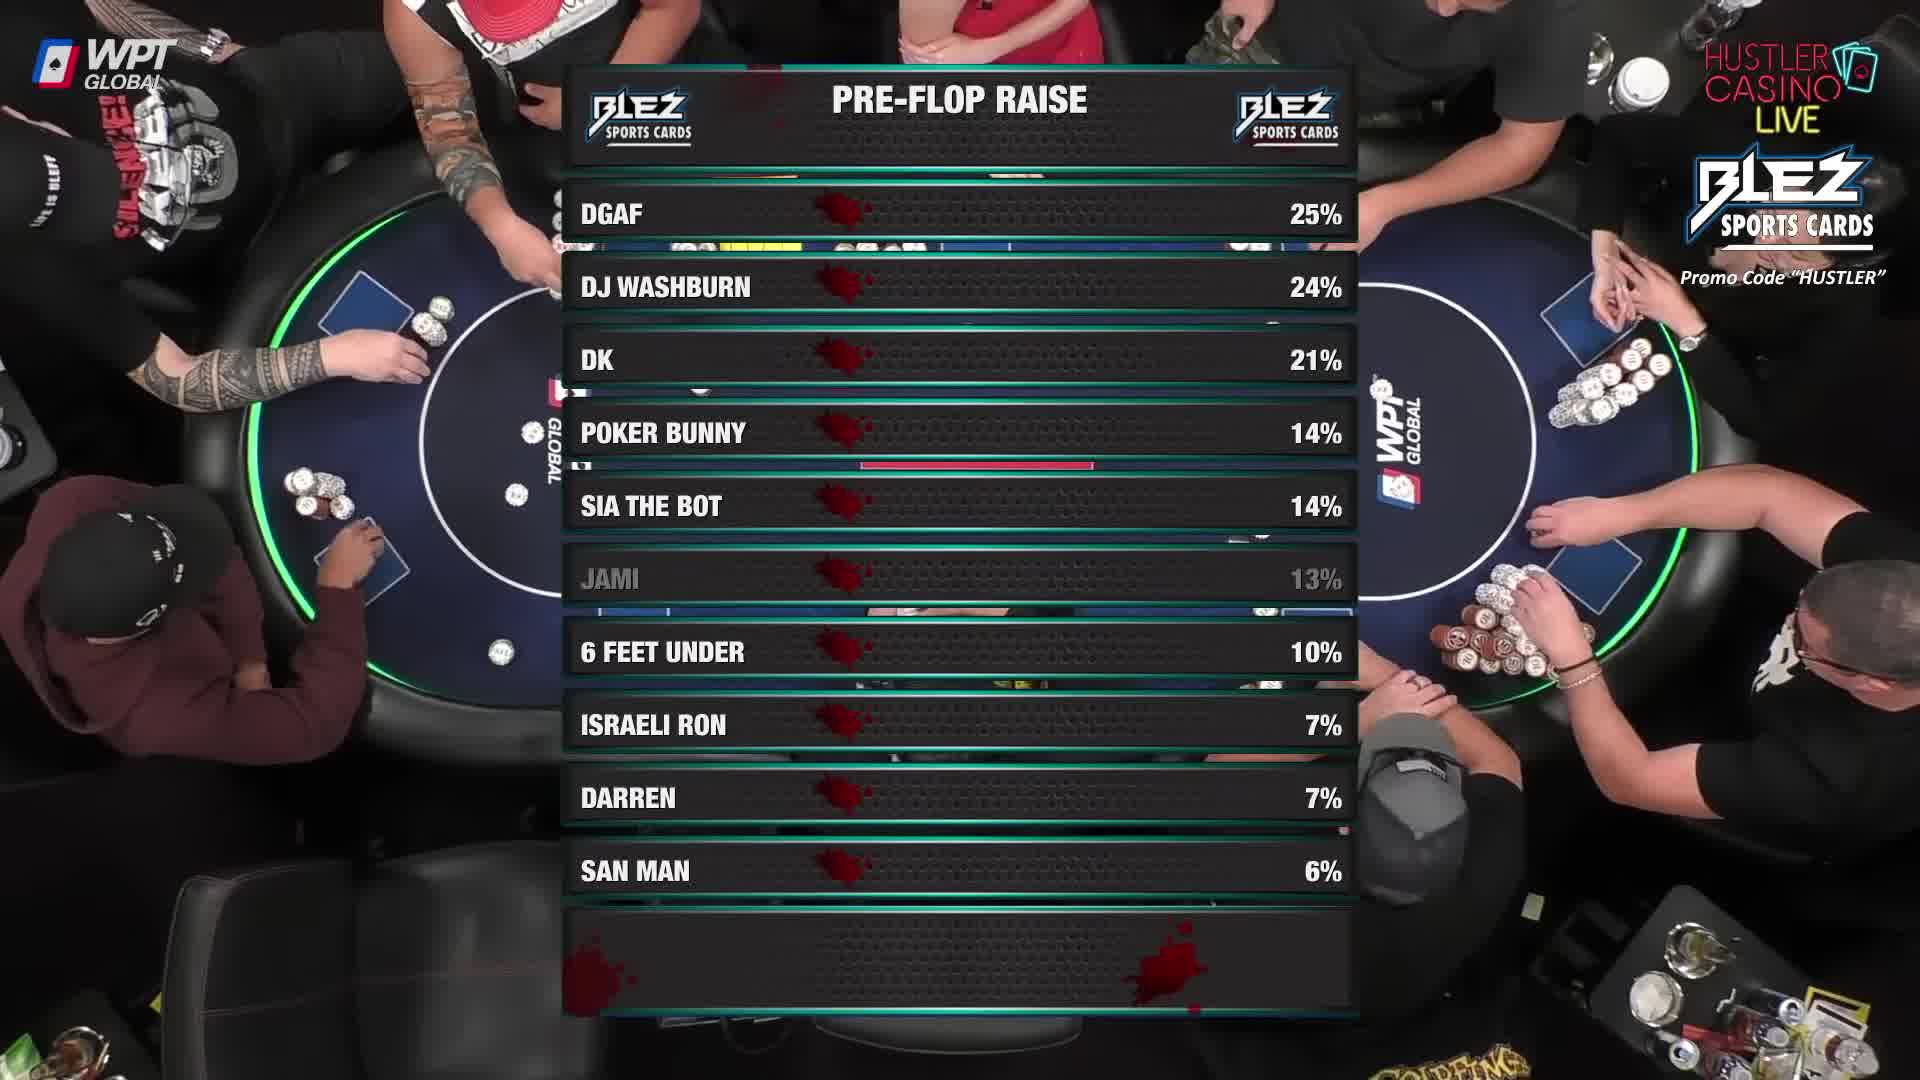 WPT
GLOBAL
HUSTLER
CASINO
LIVE
BLEZ
SPORTS CARDS
Promo Code “HUSTLER”
SILENCED
BLEZ
SPORTS CARDS
PRE-FLOP RAISE
BLEZ
SPORTS CARDS
DGAF 25%
DJ WASHBURN 24%
DK 21%
POKER BUNNY 14%
SIA THE BOT 14%
JAMI 13%
6 FEET UNDER 10%
ISRAELI RON 7%
DARREN 7%
SAN MAN 6%
GLOBAL
WPT
GLOBAL